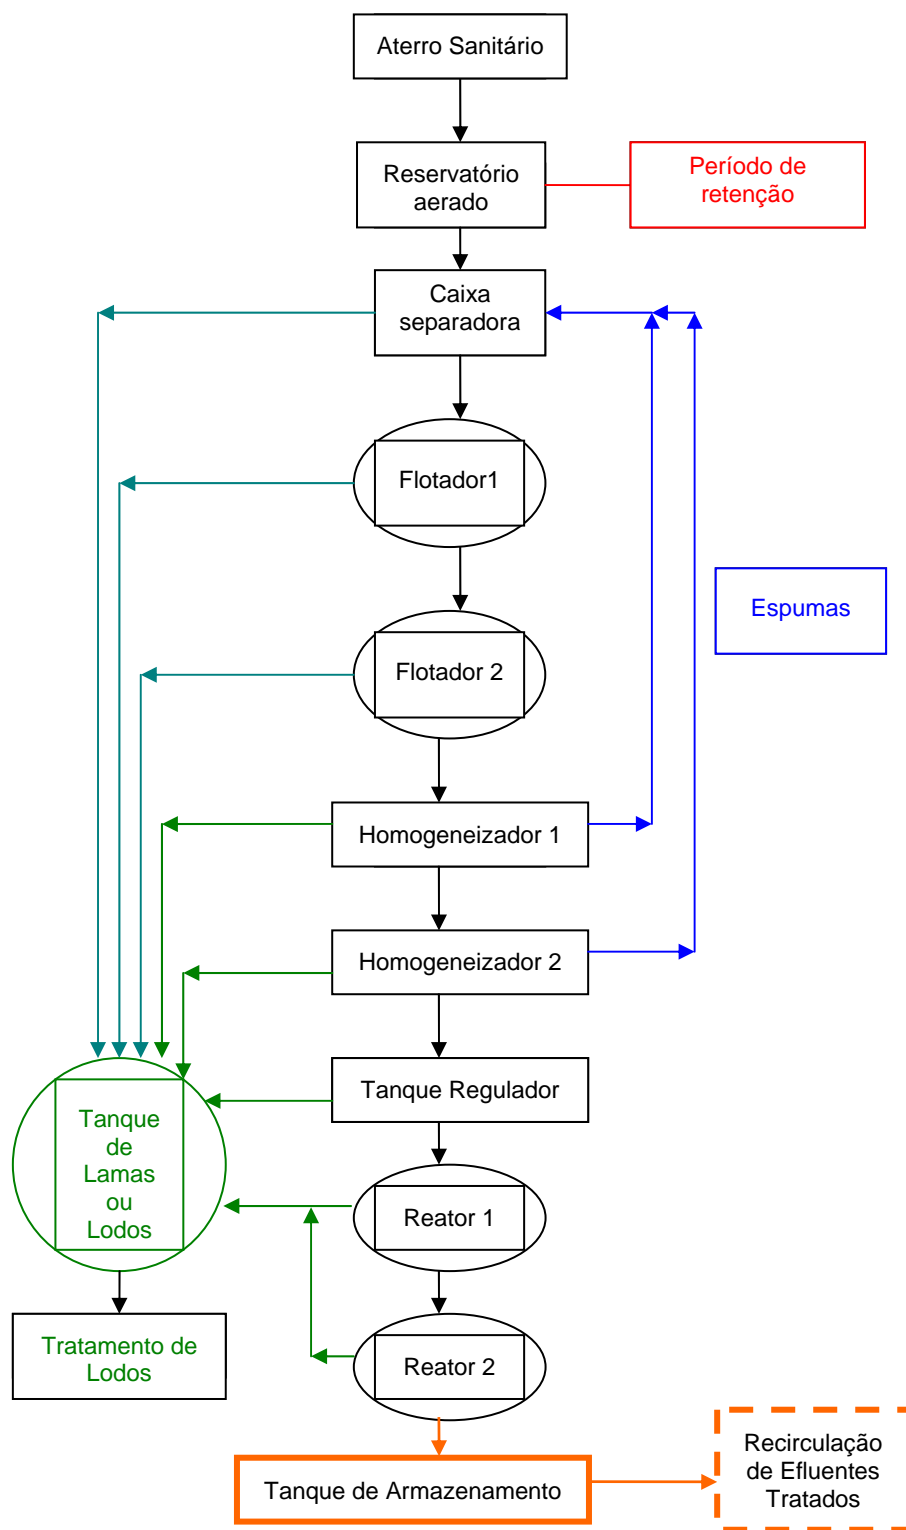 Aterro Sanitário
Reservatório
aerado
Período de
retenção
Caixa
separadora
Flotador1
Espumas
Flotador 2
Homogeneizador 1
Homogeneizador 2
Tanque Regulador
Tanque
de
Lamas
ou
Lodos
Reator 1
Tratamento de
Lodos
Reator 2
Tanque de Armazenamento
Recirculação
de Efluentes
Tratados